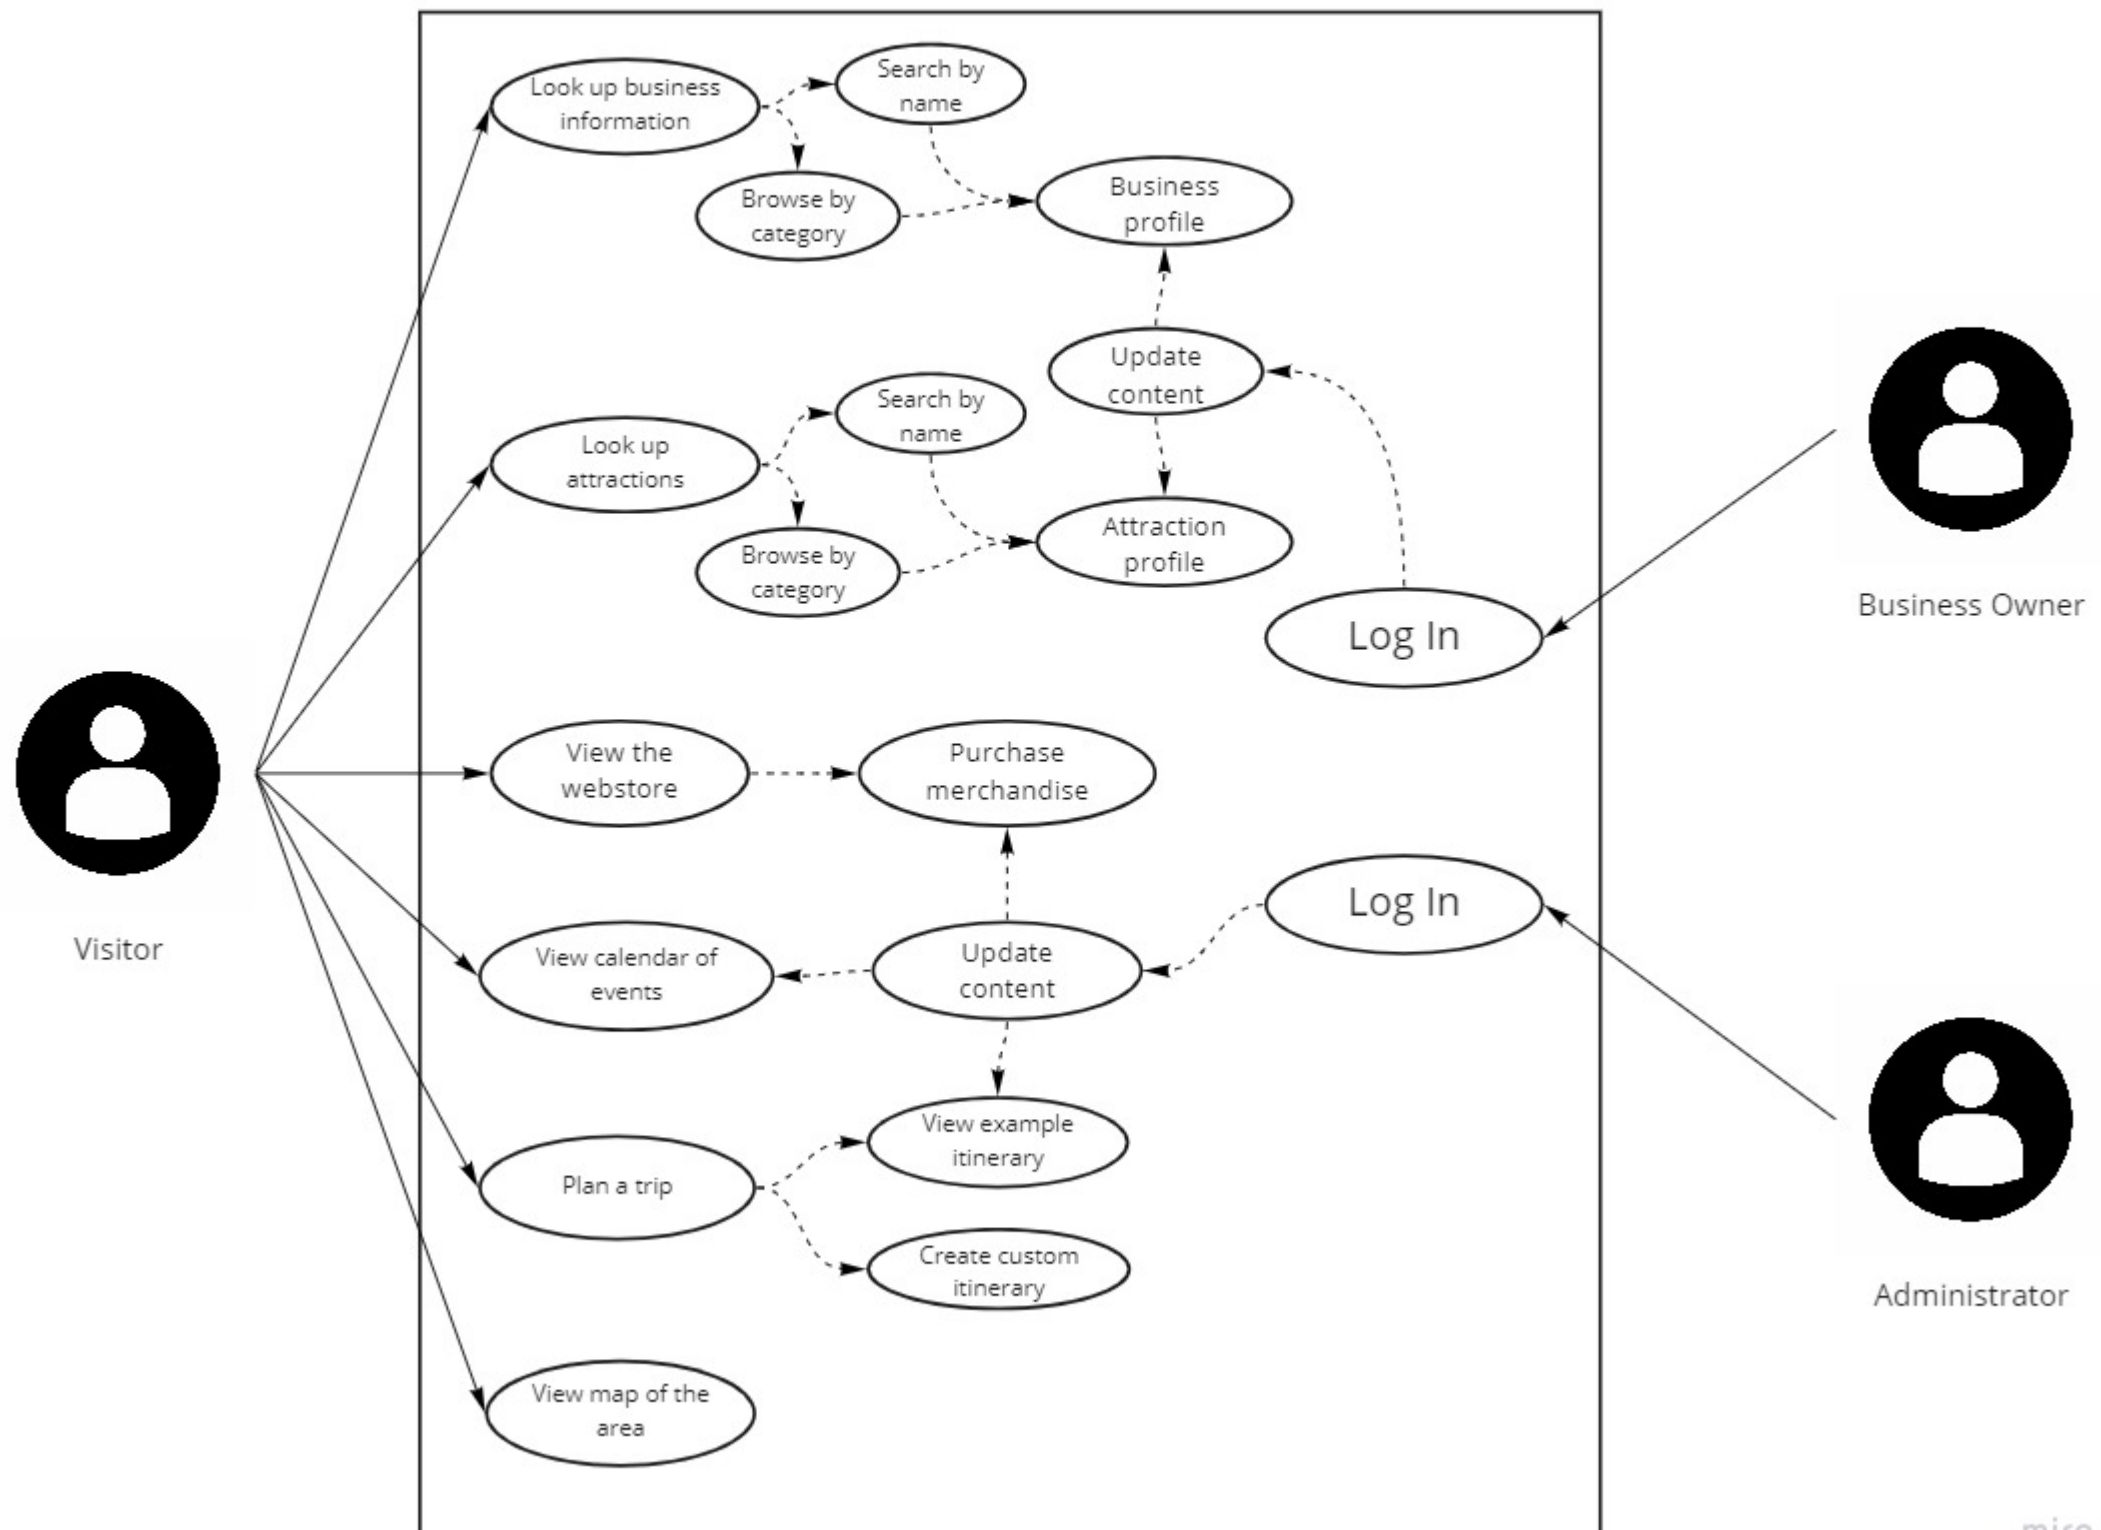 Look up business
information
Search by
name
Browse by
category
Business
profile
Update
content
Search by
name
Look up
attractions
Browse by
category
Attraction
profile
Log In
Business Owner
View the
webstore
Purchase
merchandise
Log In
Visitor
View calendar of
events
Update
content
View example
itinerary
Plan a trip
Create custom
itinerary
Administrator
View map of the
area
miro